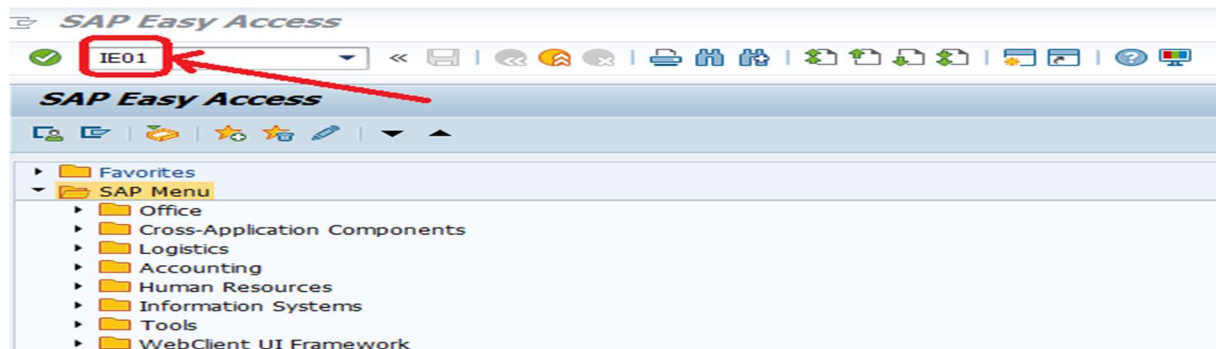 SAP Easy Access
IE01
SAP Easy Access
Favorites
SAP Menu
Office
Cross-Application Components
Logistics
Accounting
Human Resources
Information Systems
Tools
WebClient UI Framework